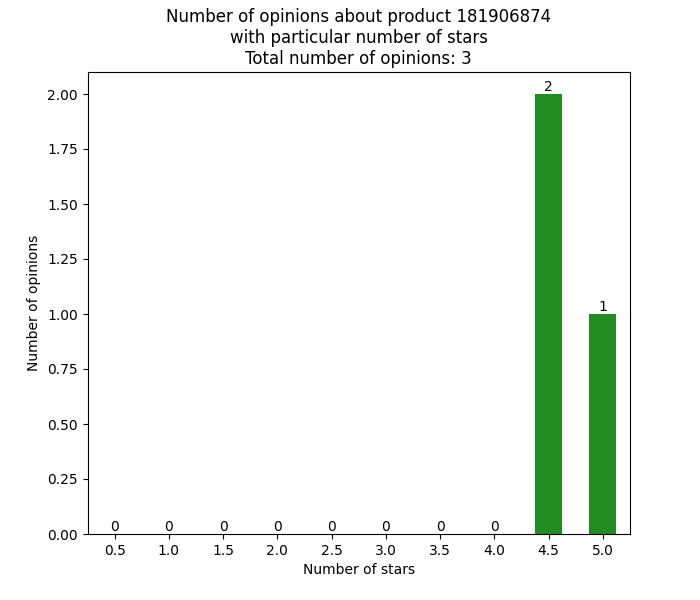 Number of opinions about product 181906874
with particular number of stars
Total number of opinions: 3
Number of opinions
2.00
1.75
1.50
1.25
1.00
0.75
0.50
0.25
0.00
2
1
0 0 0 0 0 0 0 0
0.5 1.0 1.5 2.0 2.5 3.0 3.5 4.0 4.5 5.0
Number of stars